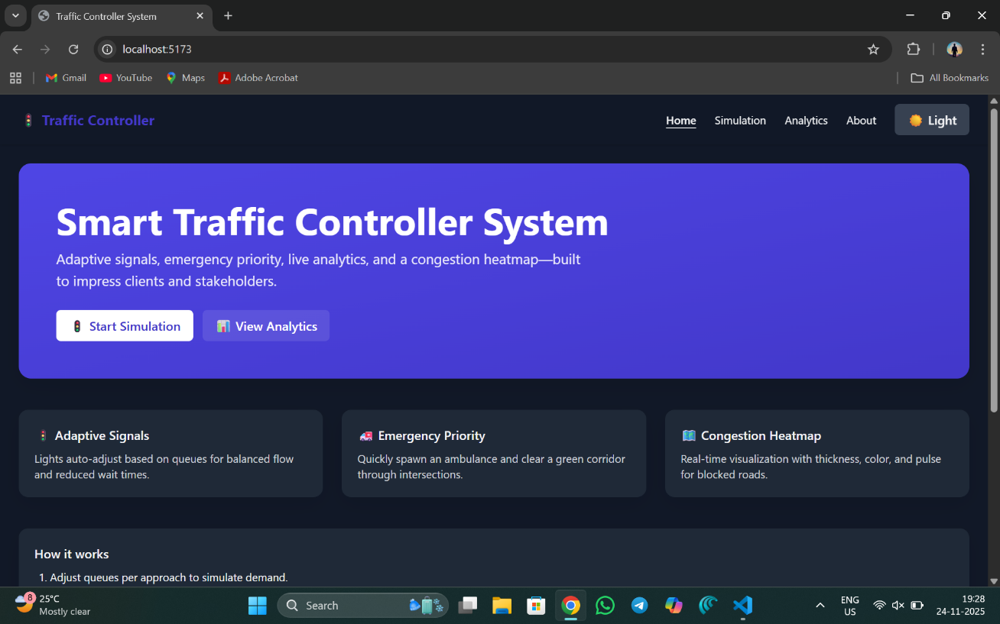 Traffic Controller System
localhost:5173
Gmail
YouTube
Maps
Adobe Acrobat
All Bookmarks
Traffic Controller
Home
Simulation
Analytics
About
Light
Smart Traffic Controller System
Adaptive signals, emergency priority, live analytics, and a congestion heatmap—built
to impress clients and stakeholders.
Start Simulation
View Analytics
Adaptive Signals
Lights auto-adjust based on queues for balanced flow
and reduced wait times.
Emergency Priority
Quickly spawn an ambulance and clear a green corridor
through intersections.
Congestion Heatmap
Real-time visualization with thickness, color, and pulse
for blocked roads.
How it works
1. Adjust queues per approach to simulate demand.
8
25°C
Mostly clear
Search
ENG
US
19:28
24-11-2025